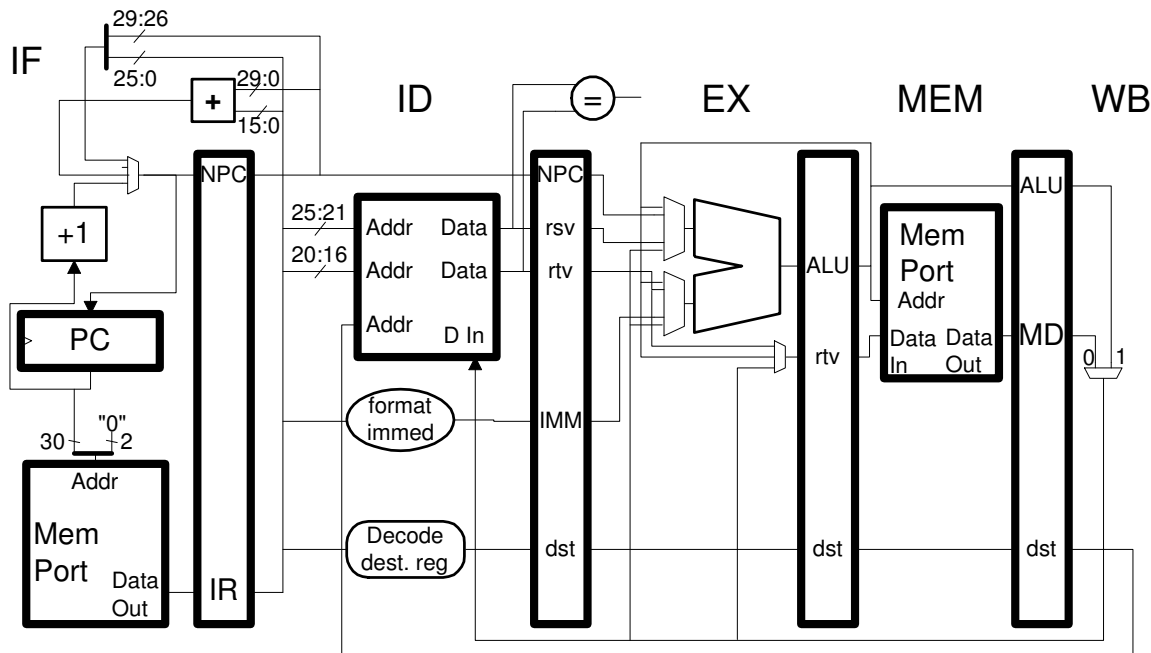 29:26
IF
25:0
+
29:0
15:0
ID
=
EX
MEM
WB
NPC
NPC
ALU
+1
25:21
Addr
Data
rsv
20:16
Addr
Data
rtv
ALU
Mem
Port
Addr
PC
Addr
D In
rtv
Data
In
Data
Out
MD
0
1
format
immed
IMM
"0"
30
2
Addr
Mem
Port
Data
Out
IR
Decode
dest. reg
dst
dst
dst